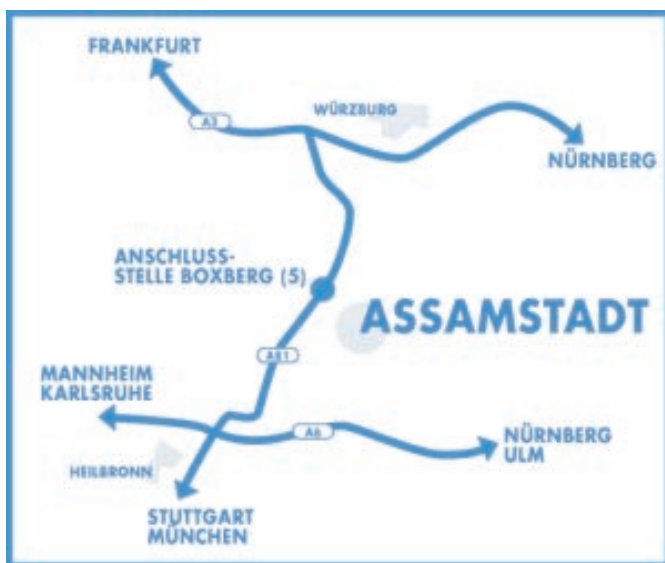 FRANKFURT
A3
WÜRZBURG
NÜRNBERG
ANSCHLUSS-
STELLE BOXBERG (5)
ASSAMSTADT
A81
MANNHEIM
KARLSRUHE
A6
NÜRNBERG
ULM
HEILBRONN
STUTTGART
MÜNCHEN